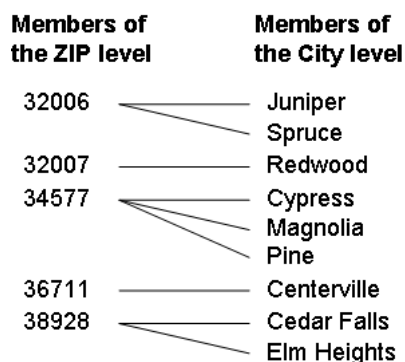 Members of the ZIP level
Members of the City level
32006 Juniper
Spruce
32007 Redwood
34577 Cypress
Magnolia
Pine
36711 Centerville
38928 Cedar Falls
Elm Heights